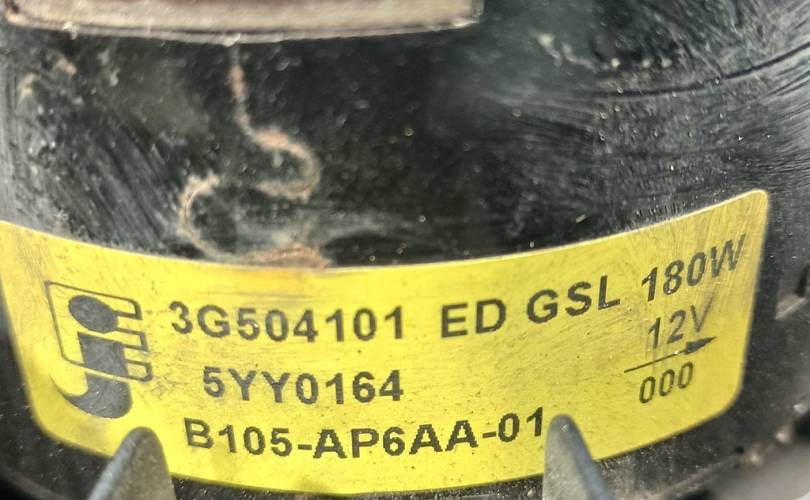 3G504101 ED GSL 180W
12V
5YY0164
000
B105-AP6AA-01